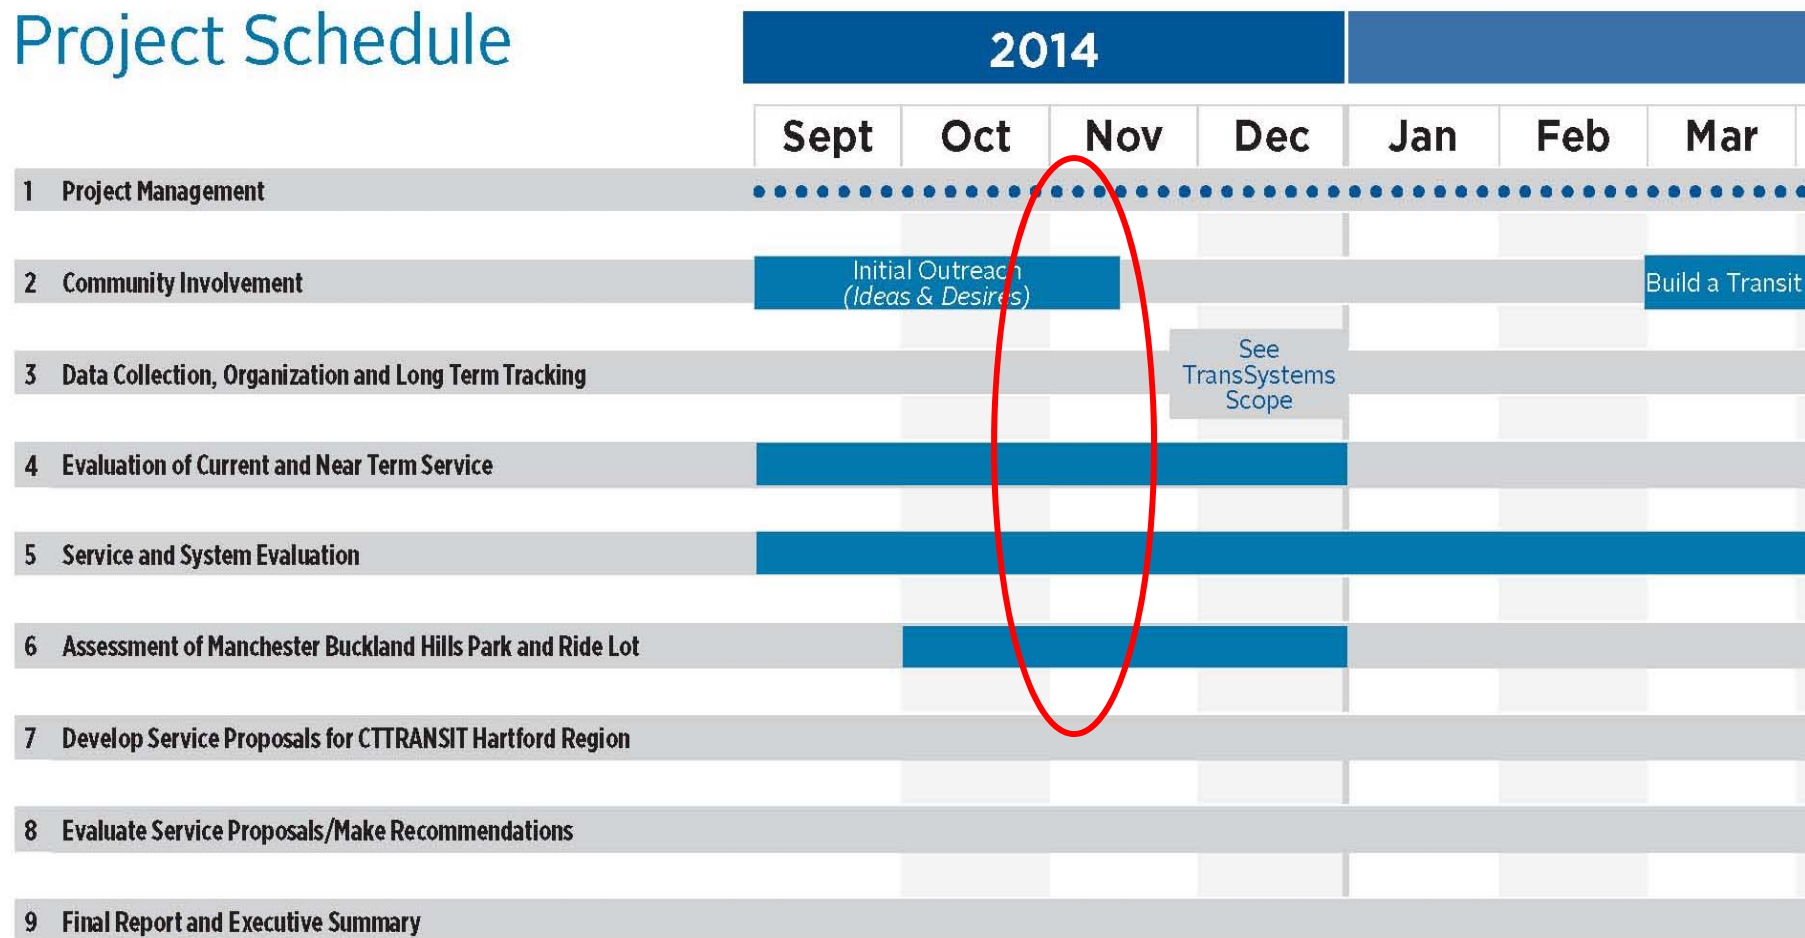 Project Schedule
2014
Sept Oct Nov Dec Jan Feb Mar
1 Project Management
2 Community Involvement
Initial Outreach
(Ideas & Desires)
Build a Transit
3 Data Collection, Organization and Long Term Tracking
See
TransSystems
Scope
4 Evaluation of Current and Near Term Service
5 Service and System Evaluation
6 Assessment of Manchester Buckland Hills Park and Ride Lot
7 Develop Service Proposals for CTTRANSIT Hartford Region
8 Evaluate Service Proposals/Make Recommendations
9 Final Report and Executive Summary